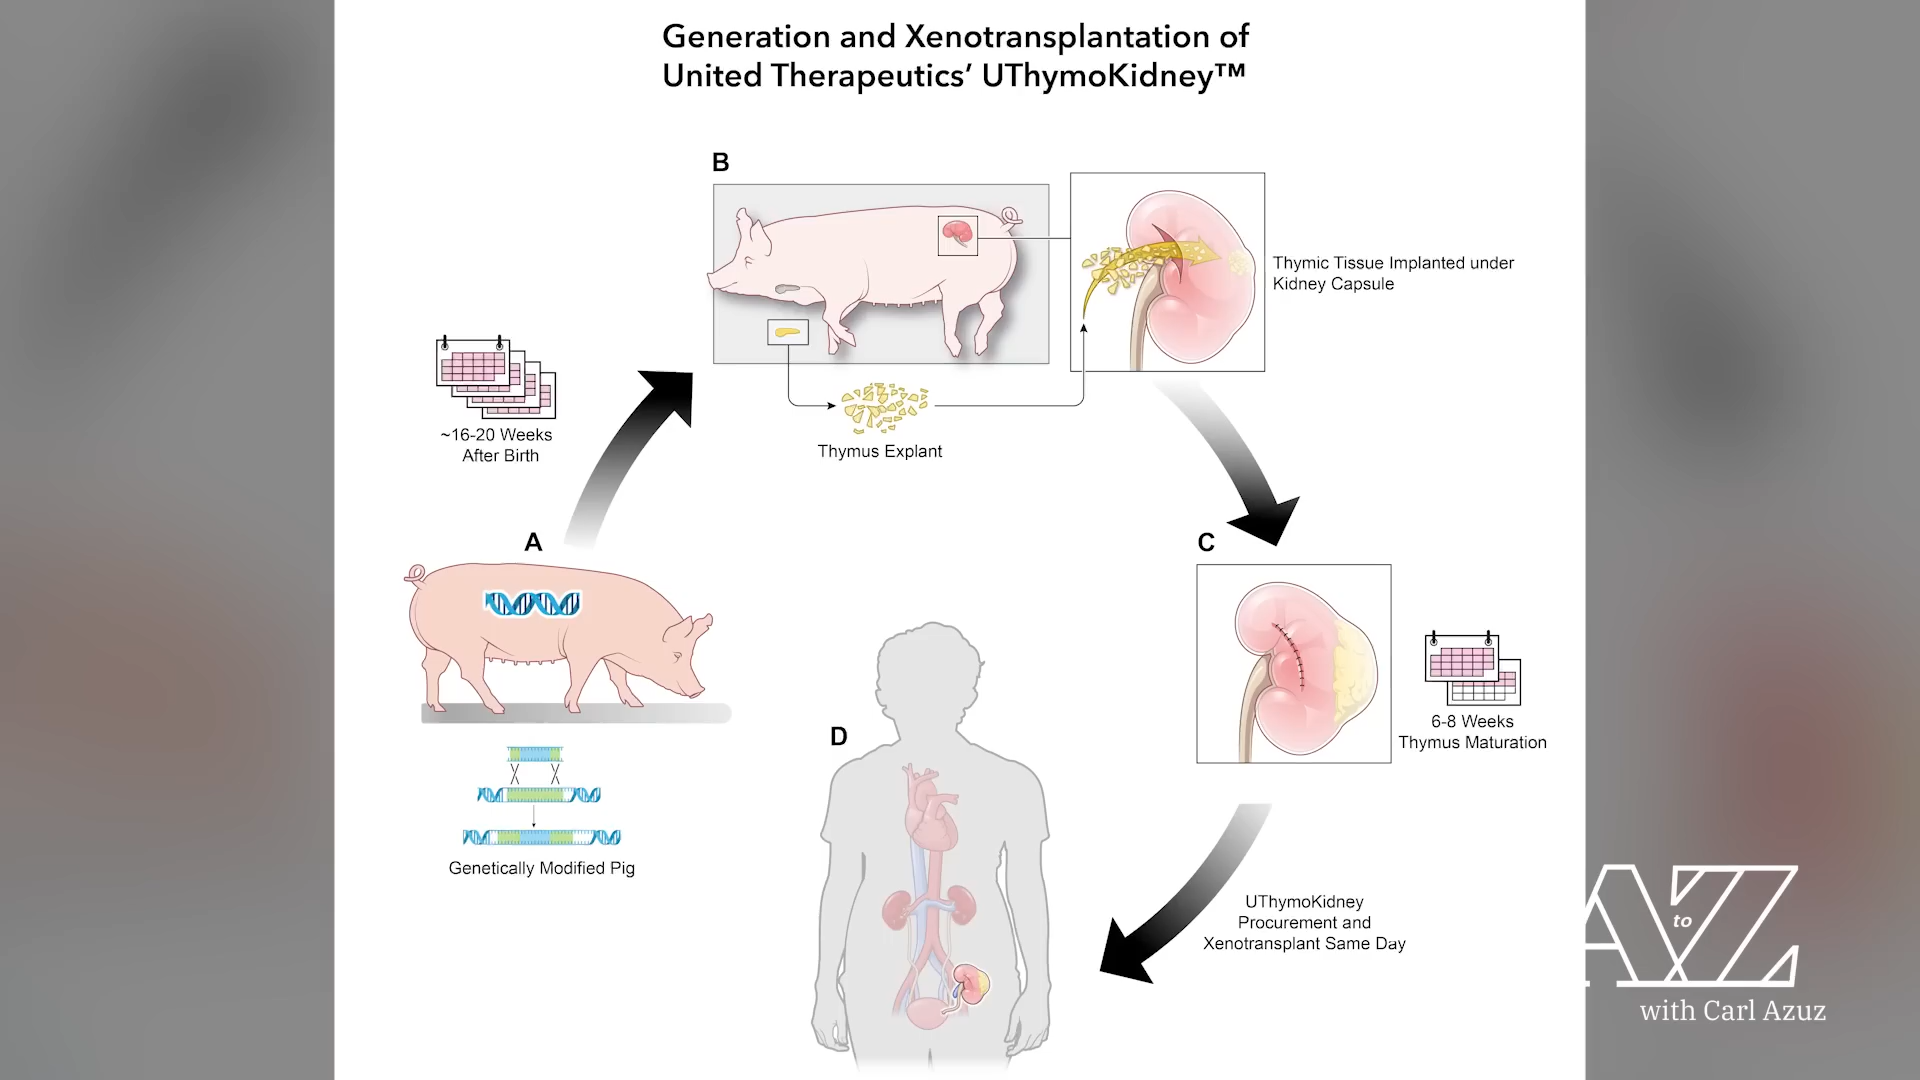 Generation and Xenotransplantation of
United Therapeutics’ UThymoKidney™
B
Thymic Tissue Implanted under
Kidney Capsule
~16-20 Weeks
After Birth
Thymus Explant
A
C
6-8 Weeks
Thymus Maturation
D
Genetically Modified Pig
UThymoKidney
Procurement and
Xenotransplant Same Day
A to Z
with Carl Azuz